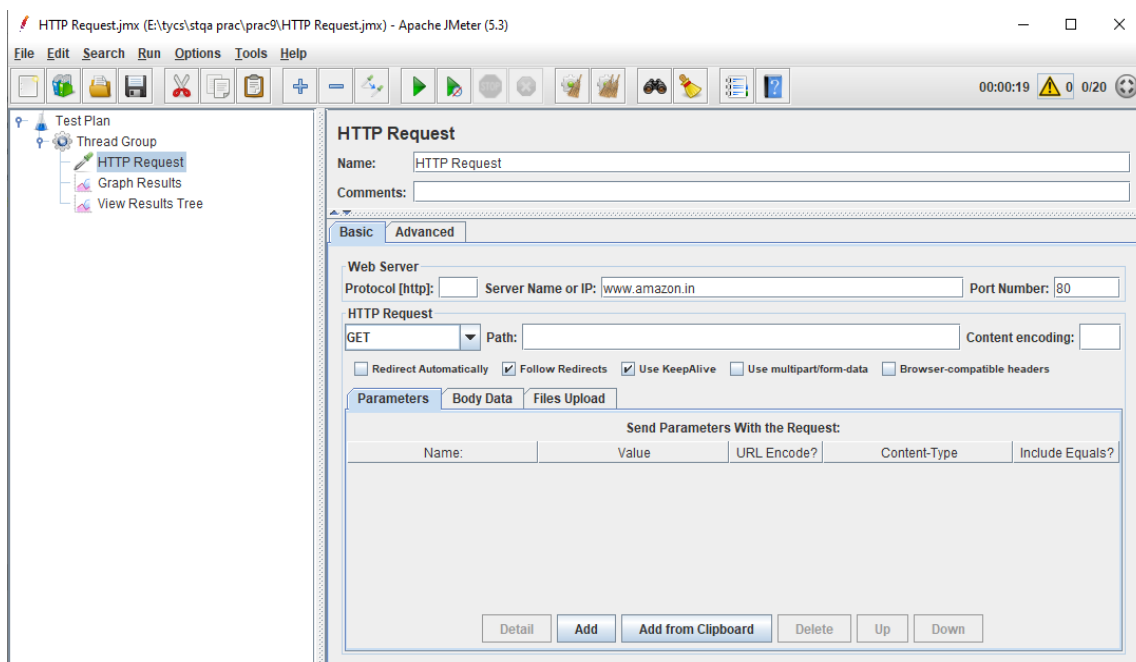 HTTP Request.jmx (E:\tycs\stqa prac\prac9\HTTP Request.jmx) - Apache JMeter (5.3)
File Edit Search Run Options Tools Help
00:00:19 0 0/20
Test Plan
Thread Group
HTTP Request
Graph Results
View Results Tree
HTTP Request
Name: HTTP Request
Comments:
Basic Advanced
Web Server
Protocol [http]: Server Name or IP: www.amazon.in Port Number: 80
HTTP Request
GET Path: Content encoding:
Redirect Automatically Follow Redirects Use KeepAlive Use multipart/form-data Browser-compatible headers
Parameters Body Data Files Upload
Send Parameters With the Request:
Name: Value URL Encode? Content-Type Include Equals?
Detail Add Add from Clipboard Delete Up Down